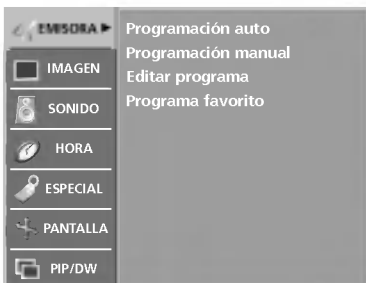 EMISORA
IMAGEN
SONIDO
HORA
ESPECIAL
PANTALLA
PIP/DW
Programación auto
Programación manual
Editar programa
Programa favorito